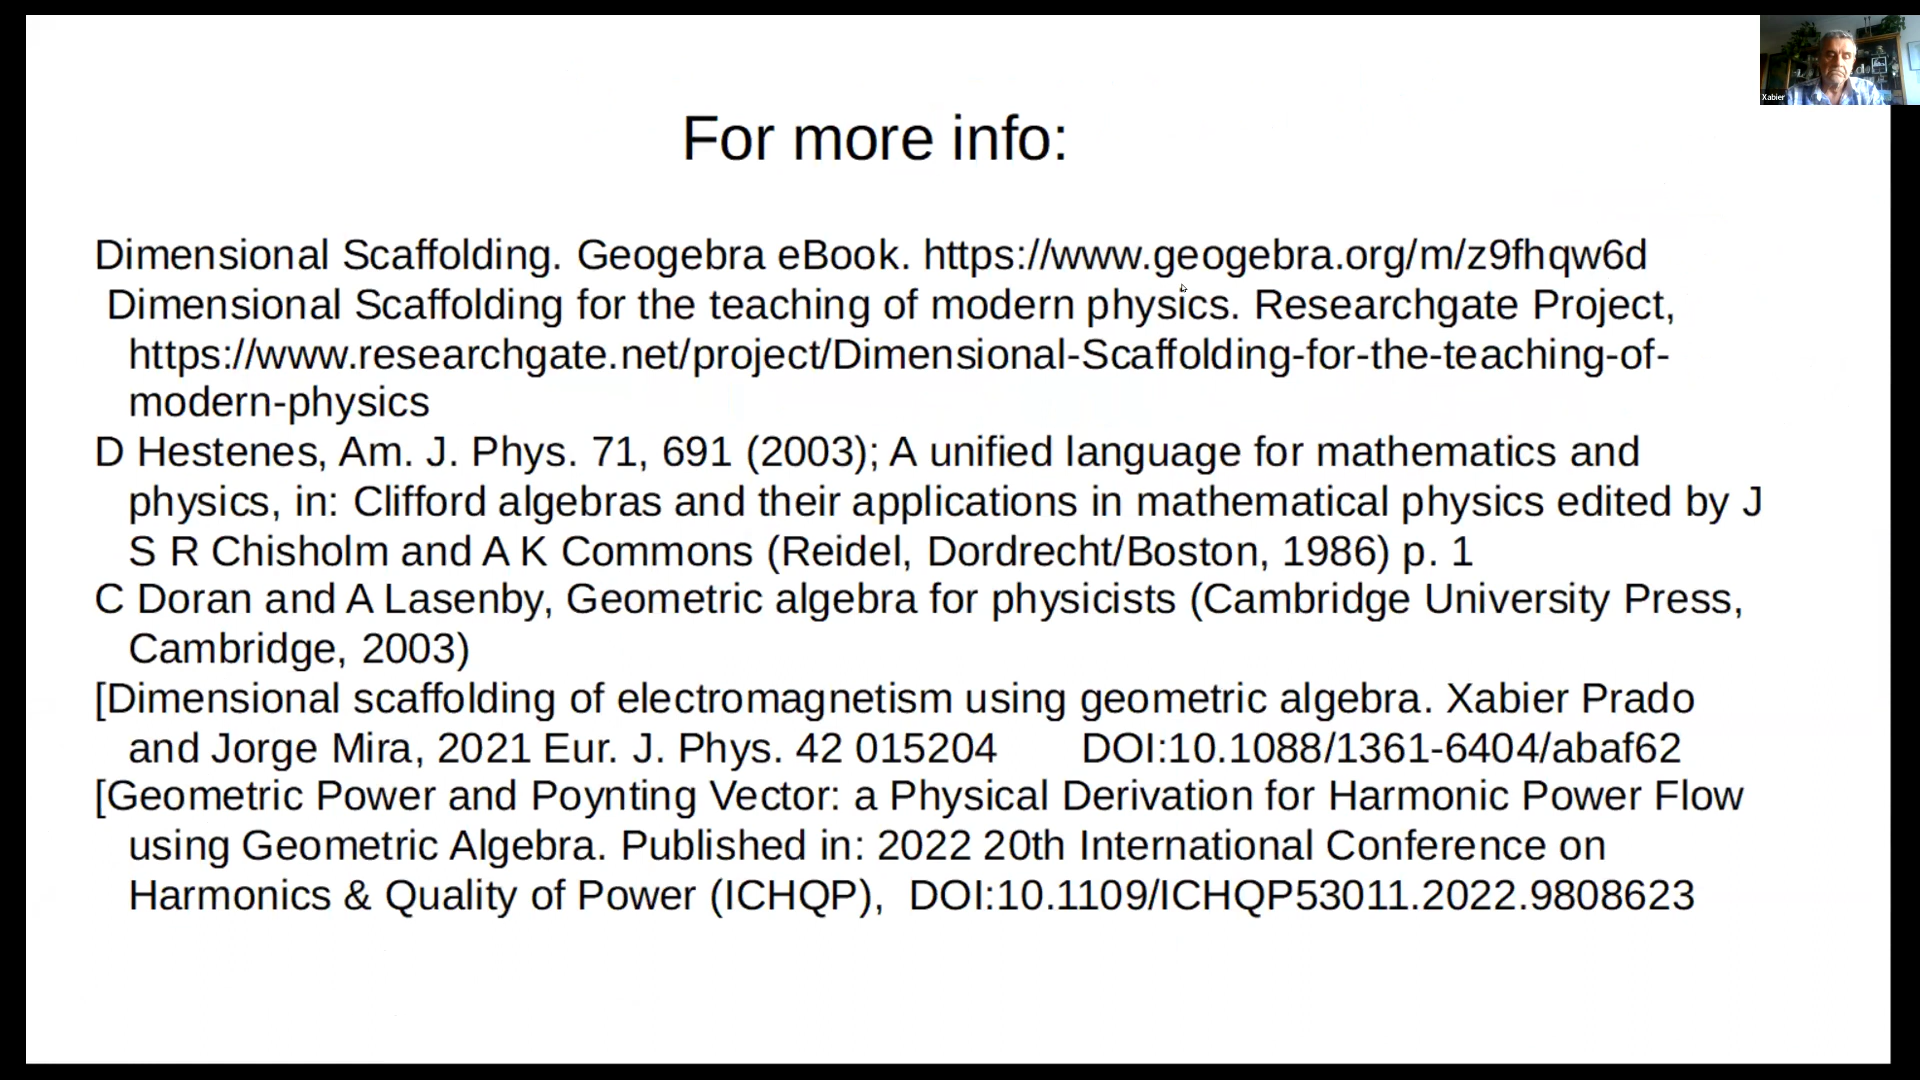 Xabier
For more info:
Dimensional Scaffolding. Geogebra eBook. https://www.geogebra.org/m/z9fhqw6d
Dimensional Scaffolding for the teaching of modern physics. Researchgate Project,
https://www.researchgate.net/project/Dimensional-Scaffolding-for-the-teaching-of-
modern-physics
D Hestenes, Am. J. Phys. 71, 691 (2003); A unified language for mathematics and
physics, in: Clifford algebras and their applications in mathematical physics edited by J
S R Chisholm and A K Commons (Reidel, Dordrecht/Boston, 1986) p. 1
C Doran and A Lasenby, Geometric algebra for physicists (Cambridge University Press,
Cambridge, 2003)
[Dimensional scaffolding of electromagnetism using geometric algebra. Xabier Prado
and Jorge Mira, 2021 Eur. J. Phys. 42 015204 DOI:10.1088/1361-6404/abaf62
[Geometric Power and Poynting Vector: a Physical Derivation for Harmonic Power Flow
using Geometric Algebra. Published in: 2022 20th International Conference on
Harmonics & Quality of Power (ICHQP), DOI:10.1109/ICHQP53011.2022.9808623